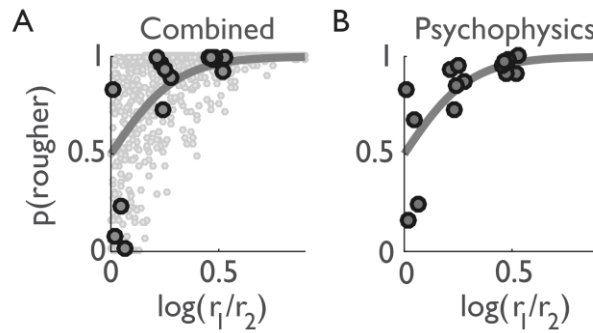 A
Combined
p(rougher)
1
0.5
0
0
0.5
log(r1/r2)
B
Psychophysics
1
0.5
0
0
0.5
log(r1/r2)